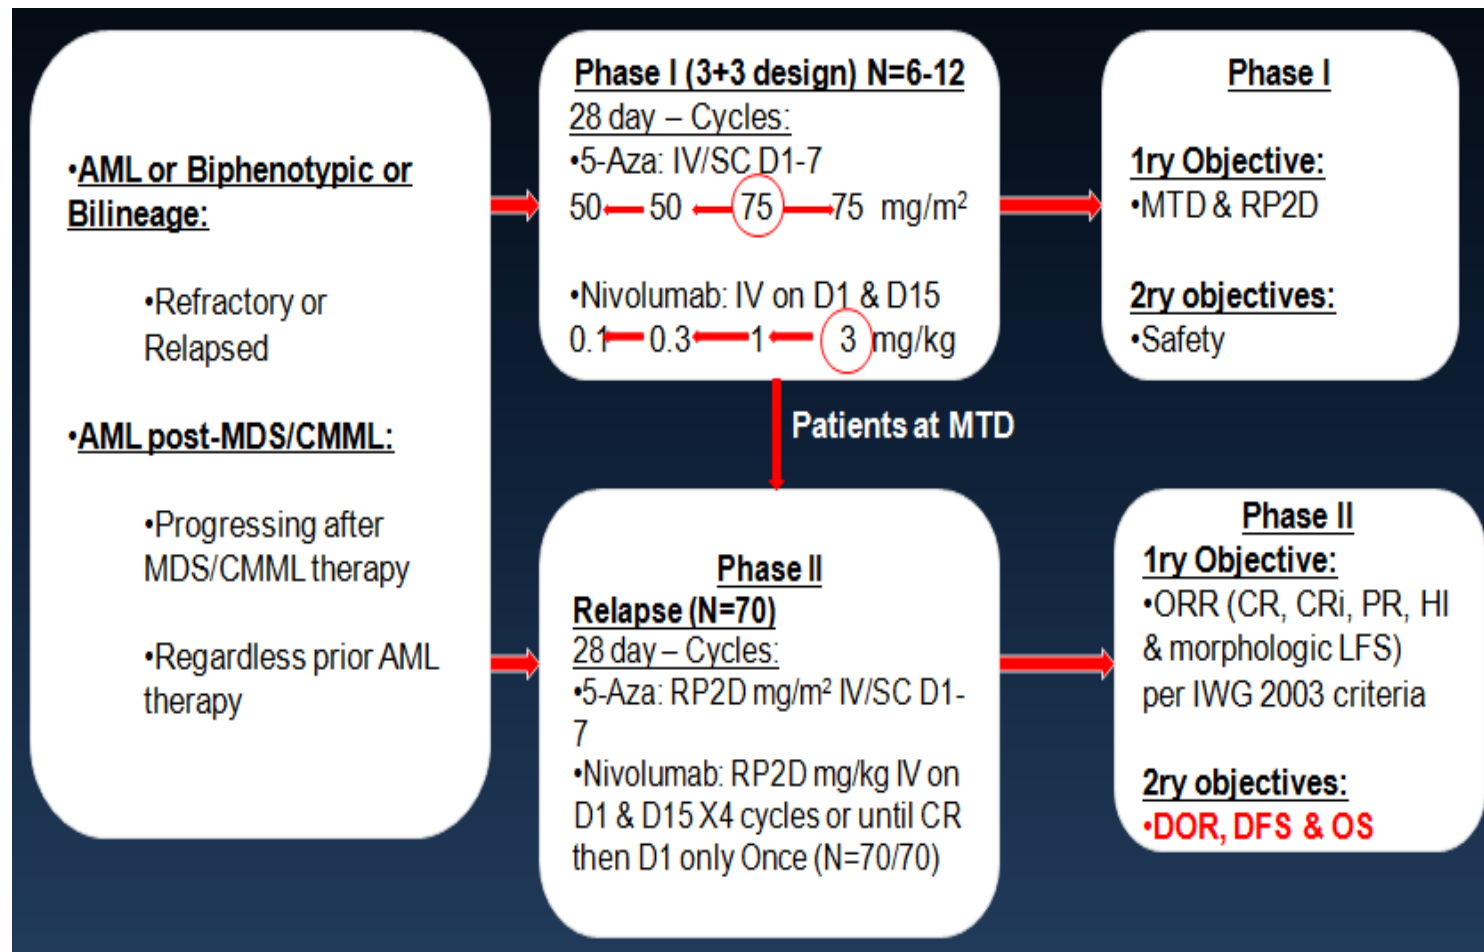 •AML or Biphenotypic or
Bilineage:
•Refractory or
Relapsed
•AML post-MDS/CMML:
•Progressing after
MDS/CMML therapy
•Regardless prior AML
therapy
Phase I (3+3 design) N=6-12
28 day – Cycles:
•5-Aza: IV/SC D1-7
50 50 75 75 mg/m²
•Nivolumab: IV on D1 & D15
0.1 0.3 1 3 mg/kg
Phase I
1ry Objective:
•MTD & RP2D
2ry objectives:
•Safety
Patients at MTD
Phase II
Relapse (N=70)
28 day – Cycles:
•5-Aza: RP2D mg/m² IV/SC D1-
7
•Nivolumab: RP2D mg/kg IV on
D1 & D15 X4 cycles or until CR
then D1 only Once (N=70/70)
Phase II
1ry Objective:
•ORR (CR, CRi, PR, HI
& morphologic LFS)
per IWG 2003 criteria
2ry objectives:
•DOR, DFS & OS